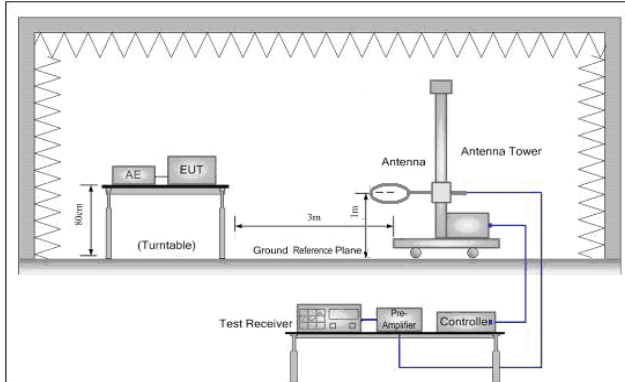 Antenna
Antenna Tower
AE
EUT
80cm
(Turntable)
3m
1m
Ground Reference Plane
Test Receiver
Pre-
Amplifier
Controller